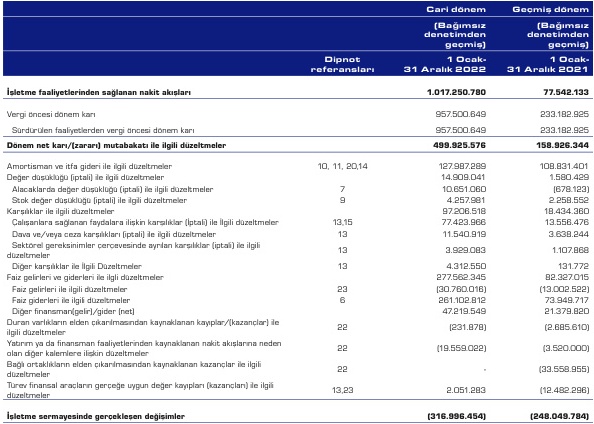 Cari dönem Geçmiş dönem
(Bağımsız (Bağımsız
denetimden denetimden
geçmiş) geçmiş)
Dipnot 1 Ocak- 1 Ocak-
referansları 31 Aralık 2022 31 Aralık 2021
İşletme faaliyetlerinden sağlanan nakit akışları 1.017.250.780 77.542.133
Vergi öncesi dönem karı 957.500.649 233.182.925
Sürdürülen faaliyetlerden vergi öncesi dönem karı 957.500.649 233.182.925
Dönem net karı/(zararı) mutabakatı ile ilgili düzeltmeler 499.925.576 158.926.344
Amortisman ve itfa gideri ile ilgili düzeltmeler 10, 11, 20,14 127.987.289 108.831.401
Değer düşüklüğü (iptali) ile ilgili düzeltmeler 14.909.041 1.580.429
Alacaklarda değer düşüklüğü (iptali) ile ilgili düzeltmeler 7 10.651.060 (678.123)
Stok değer düşüklüğü (iptali) ile ilgili düzeltmeler 9 4.257.981 2.258.552
Karşılıklar ile ilgili düzeltmeler 97.206.518 18.434.360
Çalışanlara sağlanan faydalara ilişkin karşılıklar (İptali) ile İlgili düzeltmeler 13,15 77.423.966 13.556.476
Dava ve/veya ceza karşılıkları (iptali) ile ilgili düzeltmeler 13 11.540.919 3.638.244
Sektörel gereksinimler çerçevesinde ayrılan karşılıklar (iptali) ile ilgili
düzeltmeler 13 3.929.083 1.107.868
Diğer karşılıklar ile İlgili Düzeltmeler 13 4.312.550 131.772
Faiz gelirleri ve giderleri ile ilgili düzeltmeler 277.562.345 82.327.015
Faiz gelirleri ile ilgili düzeltmeler 23 (30.760.016) (13.002.522)
Faiz giderleri ile ilgili düzeltmeler 6 261.102.812 73.949.717
Diğer finansman(gelir)/gider (net) 47.219.549 21.379.820
Duran varlıkların elden çıkarılmasından kaynaklanan kayıplar/(kazançlar) ile
ilgili düzeltmeler 22 (231.878) (2.685.610)
Yatırım ya da finansman faaliyetlerinden kaynaklanan nakit akışlarına neden
olan diğer kalemlere ilişkin düzeltmeler 22 (19.559.022) (3.520.000)
Bağlı ortaklıkların elden çıkarılmasından kaynaklanan kazançlar ile ilgili
düzeltmeler 22 - (33.558.955)
Türev finansal araçların gerçeğe uygun değer kayıpları (kazançları) ile ilgili
düzeltmeler 13,23 2.051.283 (12.482.296)
İşletme sermayesinde gerçekleşen değişimler (316.996.454) (248.049.784)